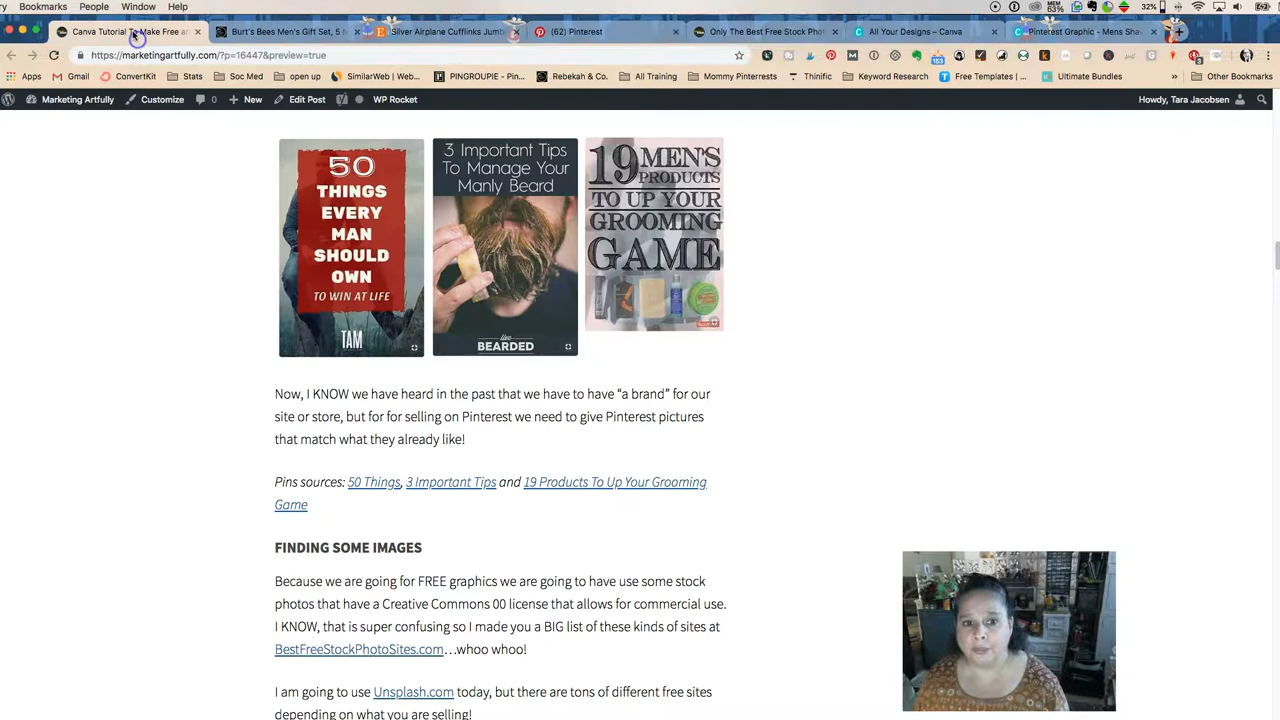 ry Bookmarks People Window Help
MEM 63% 32%
Canva Tutorial To Make Free an
Burt's Bees Men's Gift Set, 5
Silver Airplane Cufflinks Jumb
(62) Pinterest
Only The Best Free Stock Phot
All Your Designs – Canva
Pinterest Graphic - Mens Shav
https://marketingartfully.com/?p=16447&preview=true
Apps Gmail ConvertKit Stats SocMed open up SimilarWeb | Web... PINGROUPIE - Pin... Rebekah & Co | All Training Mommy Pinterrests Thinific Keyword Research Free Templates | ... Ultimate Bundles Other Bookmarks
Marketing Artfully Customize 0 + New Edit Post WP Rocket Howdy, Tara Jacobsen
50
THINGS
EVERY
MAN
SHOULD
OWN
TO WIN AT LIFE
TAM
3 Important Tips
To Manage Your
Manly Beard
live
BEARDED
19 MEN'S
PRODUCTS
TO UP YOUR
GROOMING
GAME
Now, I KNOW we have heard in the past that we have to have “a brand” for our
site or store, but for for selling on Pinterest we need to give Pinterest pictures
that match what they already like!
Pins sources: 50 Things, 3 Important Tips and 19 Products To Up Your Grooming
Game
FINDING SOME IMAGES
Because we are going for FREE graphics we are going to have use some stock
photos that have a Creative Commons 00 license that allows for commercial use.
I KNOW, that is super confusing so I made you a BIG list of these kinds of sites at
BestFreeStockPhotoSites.com…whoo whoo!
I am going to use Unsplash.com today, but there are tons of different free sites
depending on what you are selling!